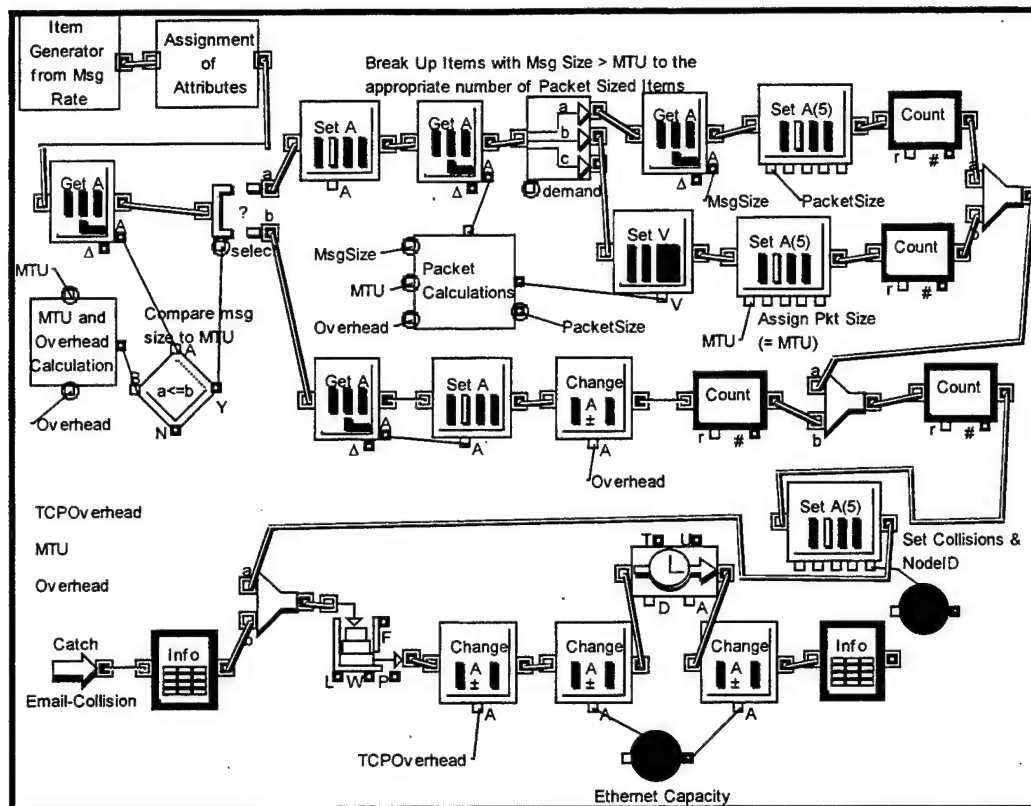 Item
Generator
from Msg
Rate
Assignment
of
Attributes
Break Up Items with Msg Size > MTU to the
appropriate number of Packet Sized Items
Set A
A
Get A
A
Δ
a
b
c
demand
Get A
A
Δ
MsgSize
Set A(5)
PacketSize
Count
r
#
a
b
Get A
A
Δ
a
?
b
select
MsgSize
MTU
Overhead
Packet
Calculations
PacketSize
Set V
V
Set A(5)
MTU
Assign Pkt Size
(= MTU)
Count
r
#
MTU
MTU and
Overhead
Calculation
Overhead
Compare msg
size to MTU
A
B
a<=b
Y
N
Get A
A
Δ
Set A
A
Change
A
±
A
Overhead
Count
r
#
a
b
Count
r
#
TCPOverhead
MTU
Overhead
Set A(5)
Set Collisions &
NodeID
a
b
T
U
D
A
Catch
Email-Collision
Info
F
L
W
P
Change
A
±
A
TCPOverhead
Change
A
±
A
Change
A
±
A
Info
Ethernet Capacity